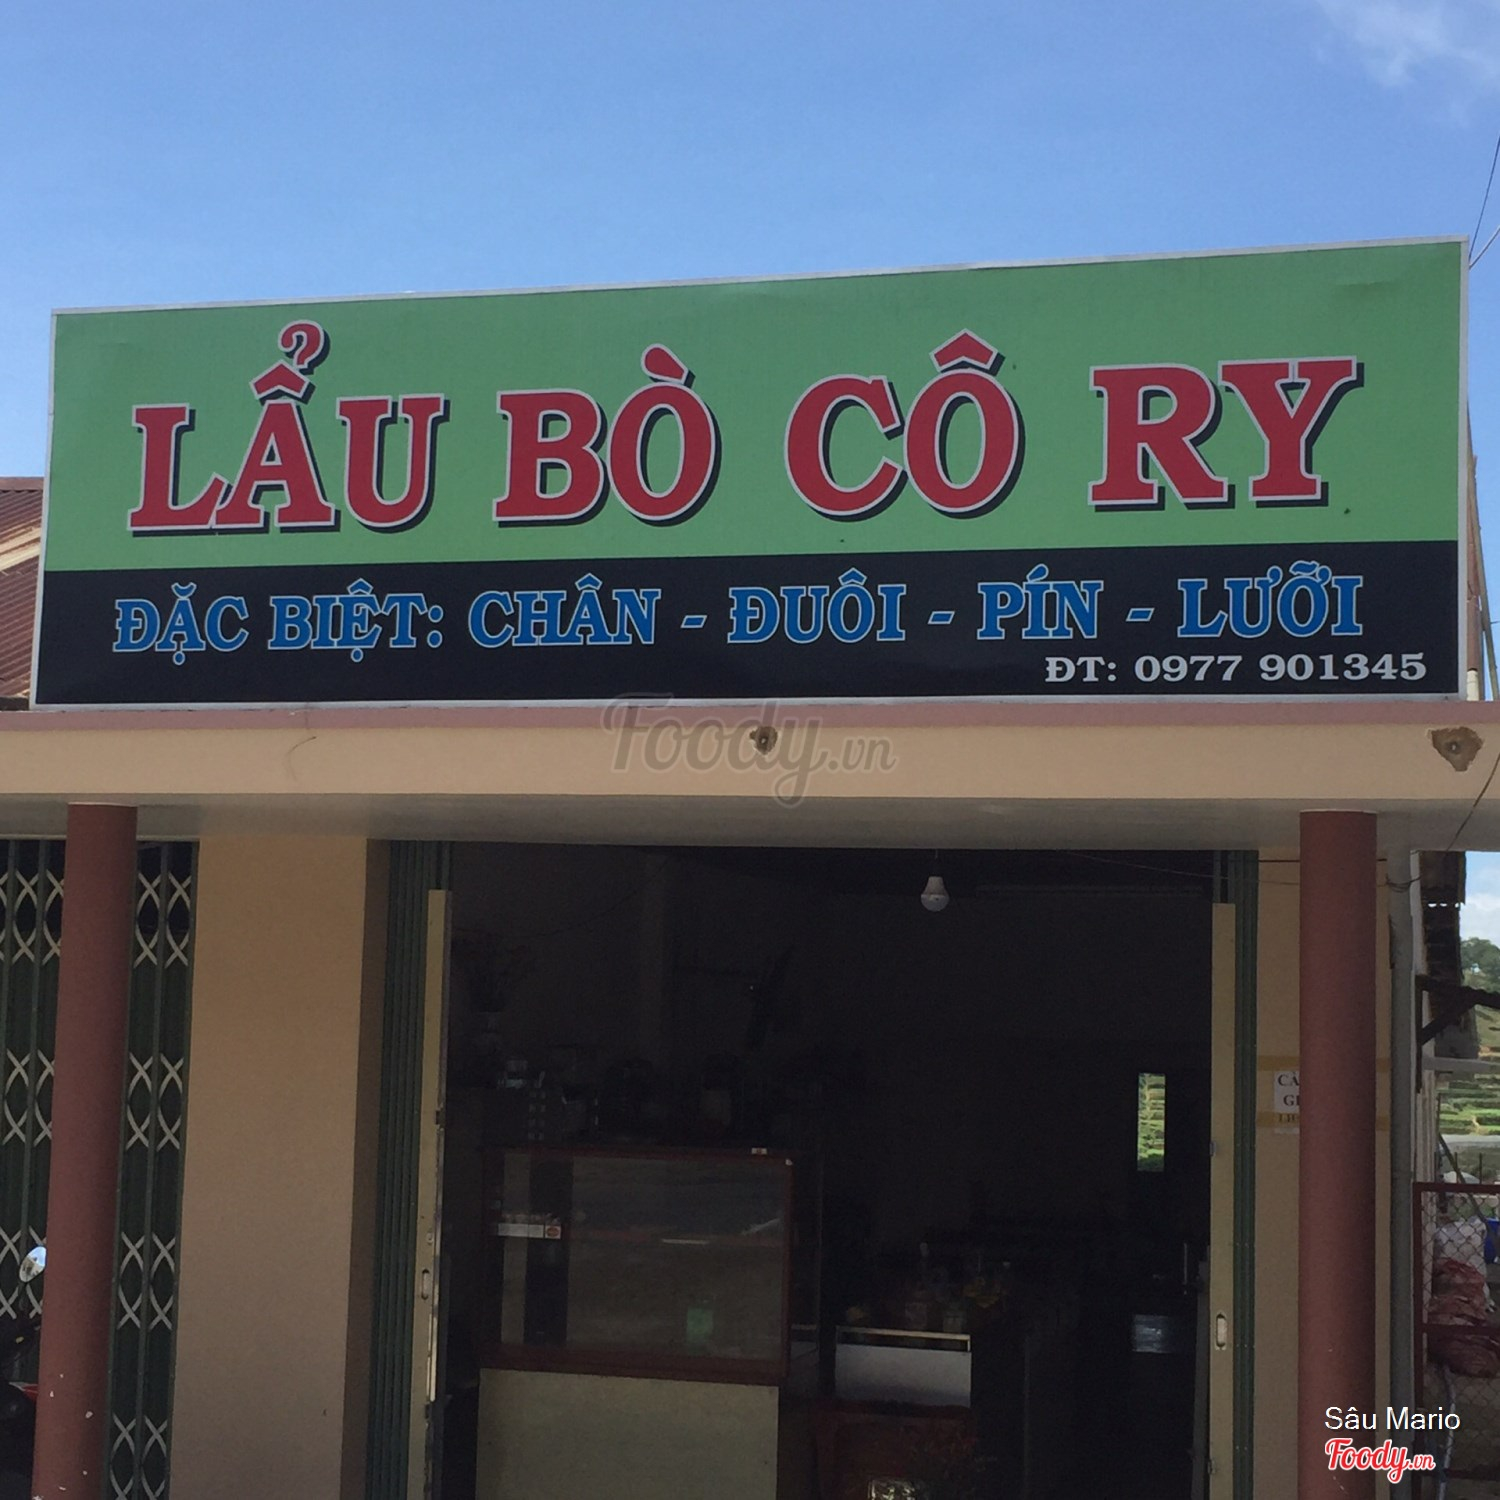 LẨU BÒ CÔ RY
ĐẶC BIỆT: CHÂN - ĐUÔI - PÍN - LƯỠI
ĐT: 0977 901345
Foody.vn
Sâu Mario
Foody.vn